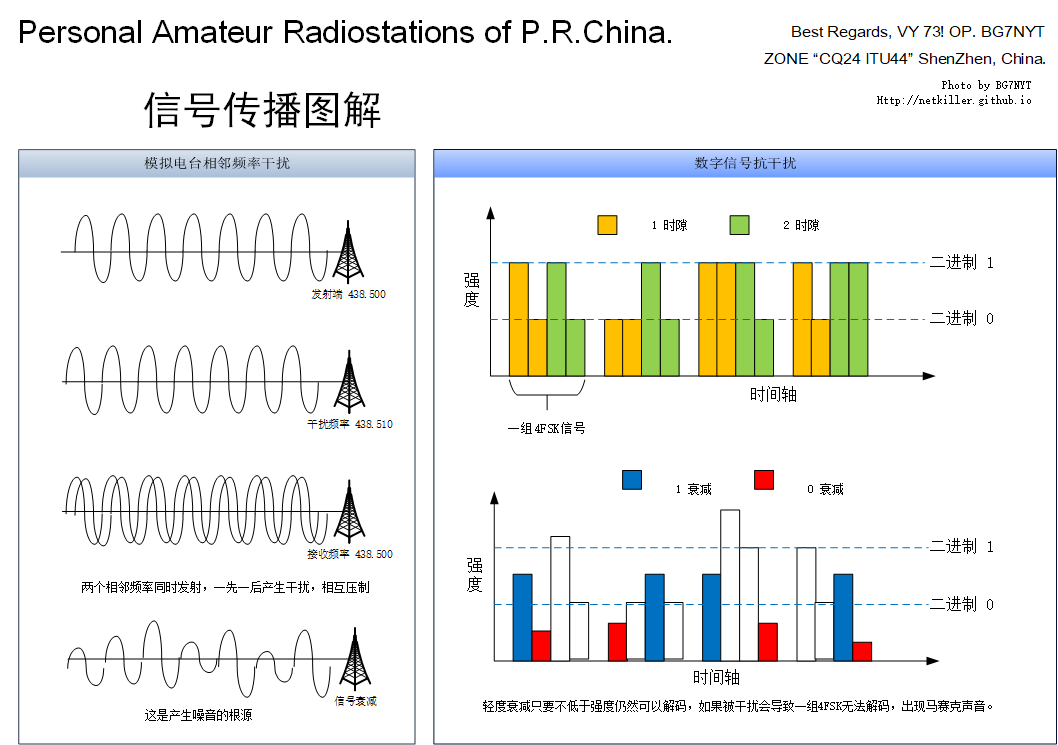 Personal Amateur Radiostations of P.R.China.
Best Regards, VY 73! OP. BG7NYT
ZONE “CQ24 ITU44” ShenZhen, China.
Photo by BG7NYT
Http://netkiller.github.io
信号传播图解
模拟电台相邻频率干扰
发射端 438.500
干扰频率 438.510
接收频率 438.500
两个相邻频率同时发射，一先一后产生干扰，相互压制
信号衰减
这是产生噪音的根源
数字信号抗干扰
1 时隙
2 时隙
强度
二进制 1
二进制 0
时间轴
一组4FSK信号
1 衰减
0 衰减
强度
二进制 1
二进制 0
时间轴
轻度衰减只要不低于强度仍然可以解码，如果被干扰会导致一组4FSK无法解码，出现马赛克声音。